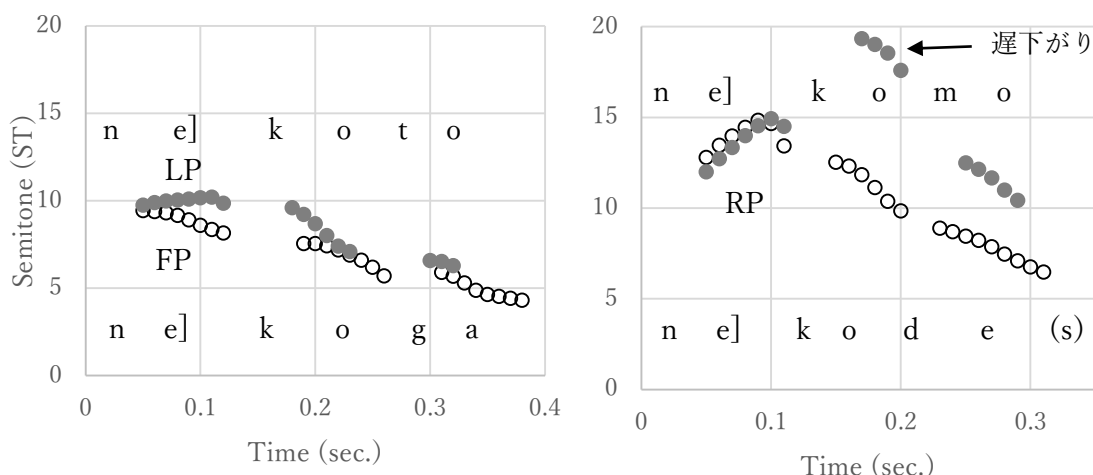 20
15
10
5
0
Semitone (ST)
n e] k o t o
LP
FP
n e] k o g a
0 0.1 0.2 0.3 0.4
Time (sec.)
20
15
10
5
0
遅下がり
n e] k o m o
RP
n e] k o d e (s)
0 0.1 0.2 0.3
Time (sec.)